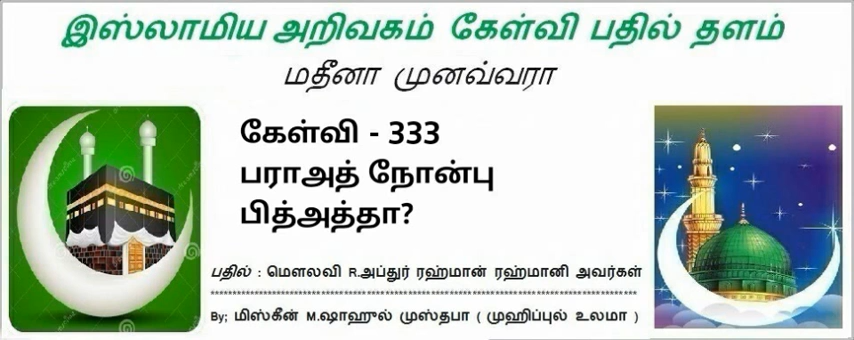 இஸ்லாமிய அறிவகம் கேள்வி பதில் தளம்
மதீனா முனவ்வரா
கேள்வி - 333
பராஅத் நோன்பு
பித்அத்தா?
பதில் : மௌலவி R.அப்துர் ரஹ்மான் ரஹ்மானி அவர்கள்
By; மிஸ்கீன் M.ஷாஹுல் முஸ்தபா ( முஹிப்புல் உலமா )